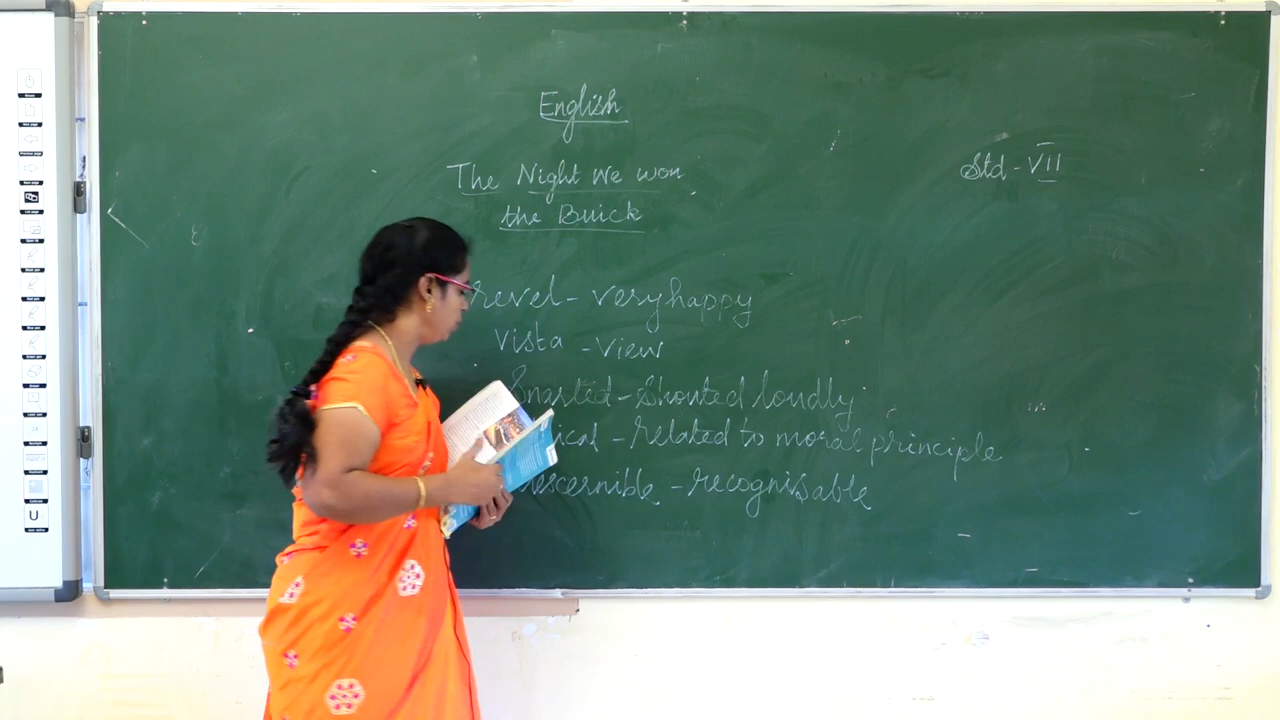 English
Std - VII
The Night We won
the Buick
revel - very happy
Vista - View
Snarted - Shouted loudly
ical - related to moral principle
escernible - recognisable